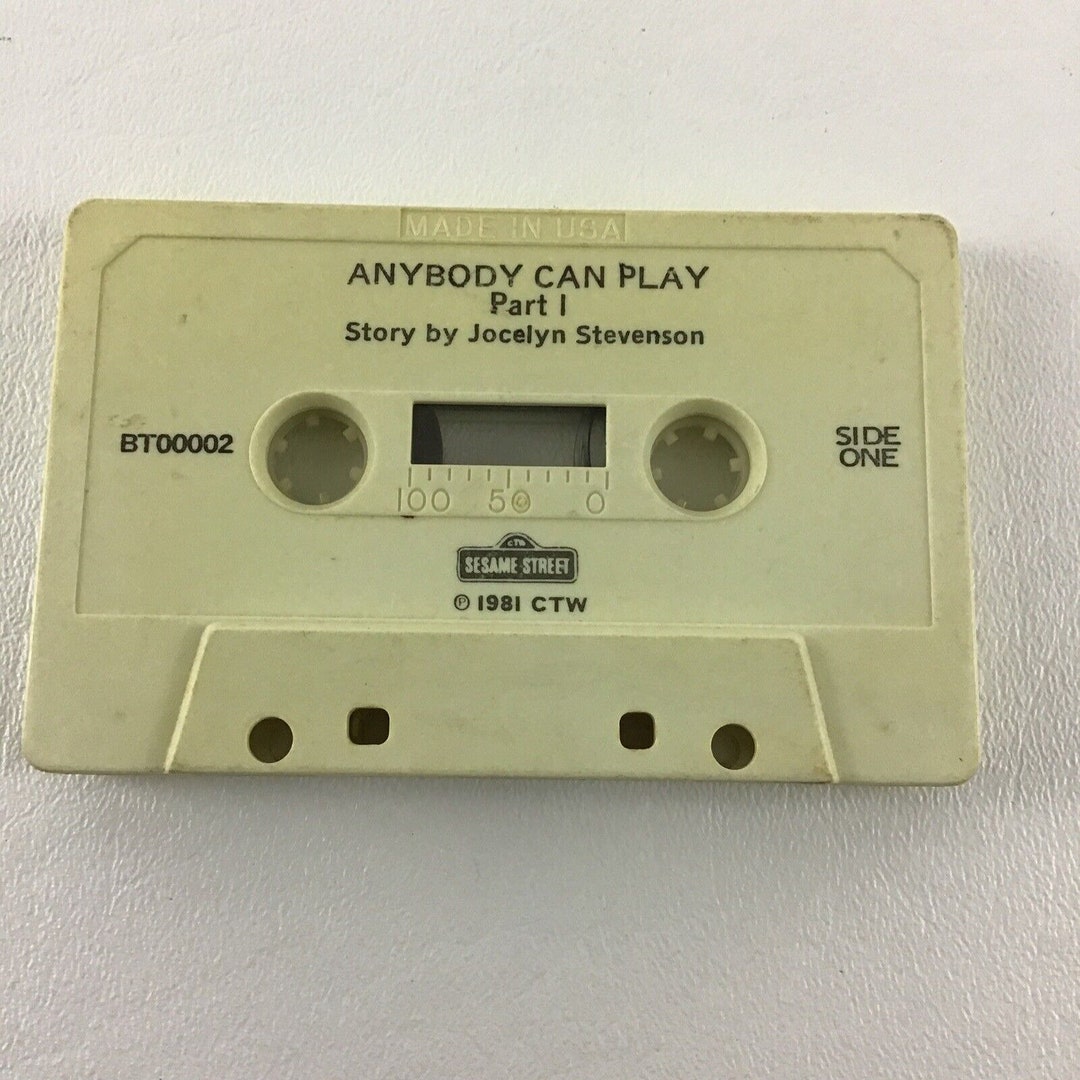 MADE IN USA
ANYBODY CAN PLAY
Part I
Story by Jocelyn Stevenson
BT00002
SIDE
ONE
100 50 0
CTW
SESAME STREET
℗ 1981 CTW